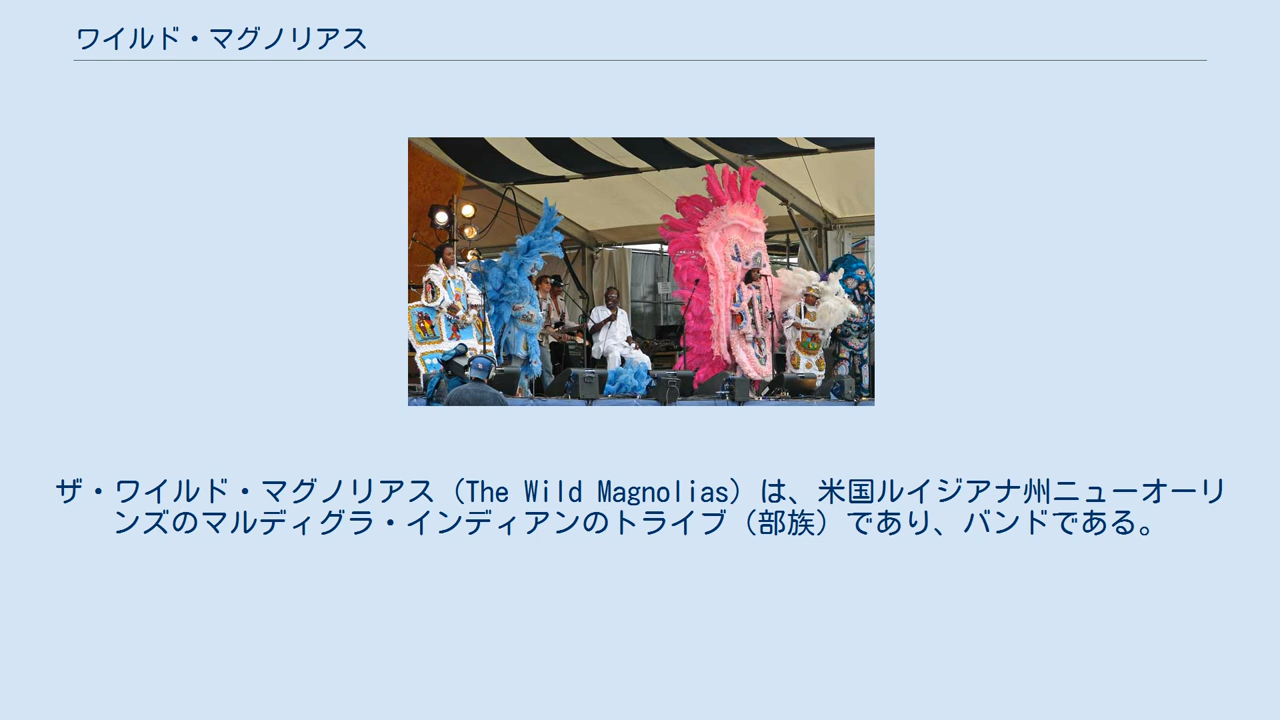 ワイルド・マグノリアス
ザ・ワイルド・マグノリアス（The Wild Magnolias）は、米国ルイジアナ州ニューオーリ
ンズのマルディグラ・インディアンのトライブ（部族）であり、バンドである。